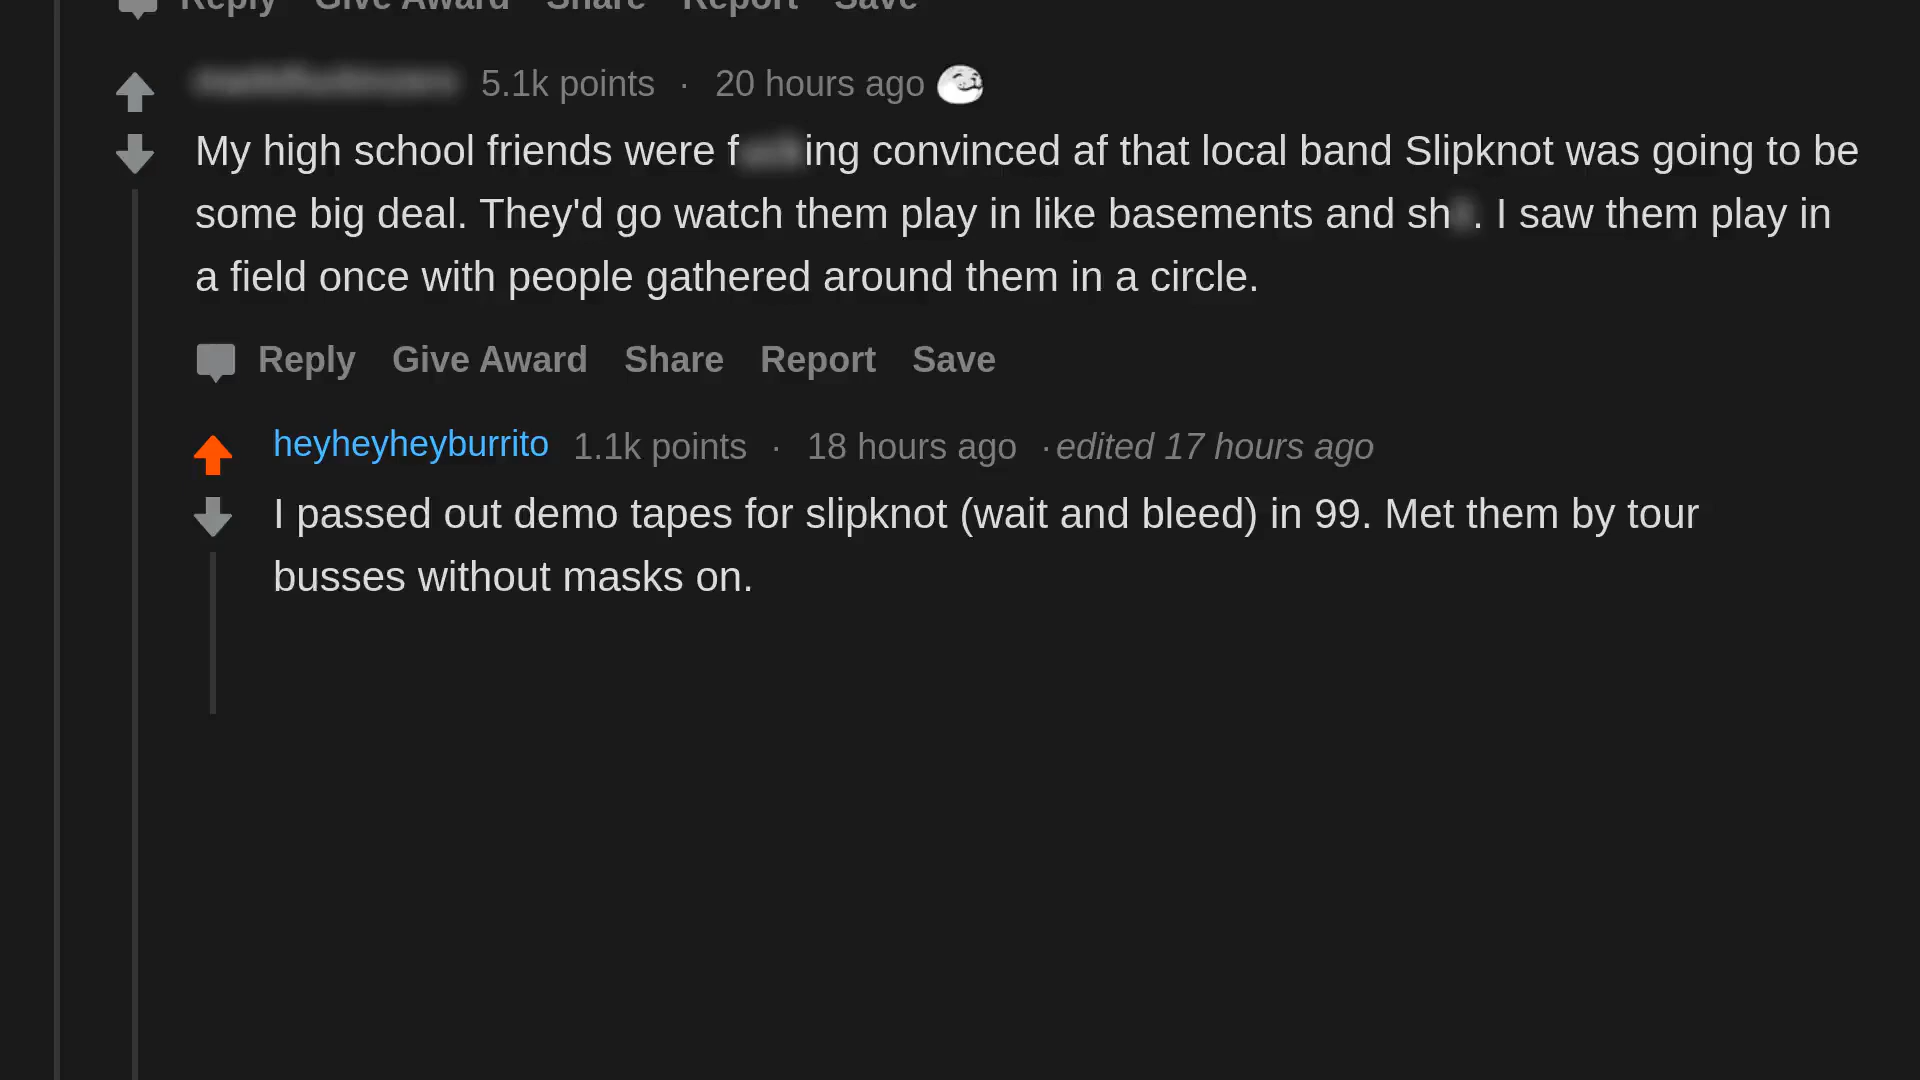 Reply Give Award Share Report Save
5.1k points · 20 hours ago
My high school friends were f ing convinced af that local band Slipknot was going to be
some big deal. They'd go watch them play in like basements and sh . I saw them play in
a field once with people gathered around them in a circle.
Reply Give Award Share Report Save
heyheyheyburrito 1.1k points · 18 hours ago · edited 17 hours ago
I passed out demo tapes for slipknot (wait and bleed) in 99. Met them by tour
busses without masks on.